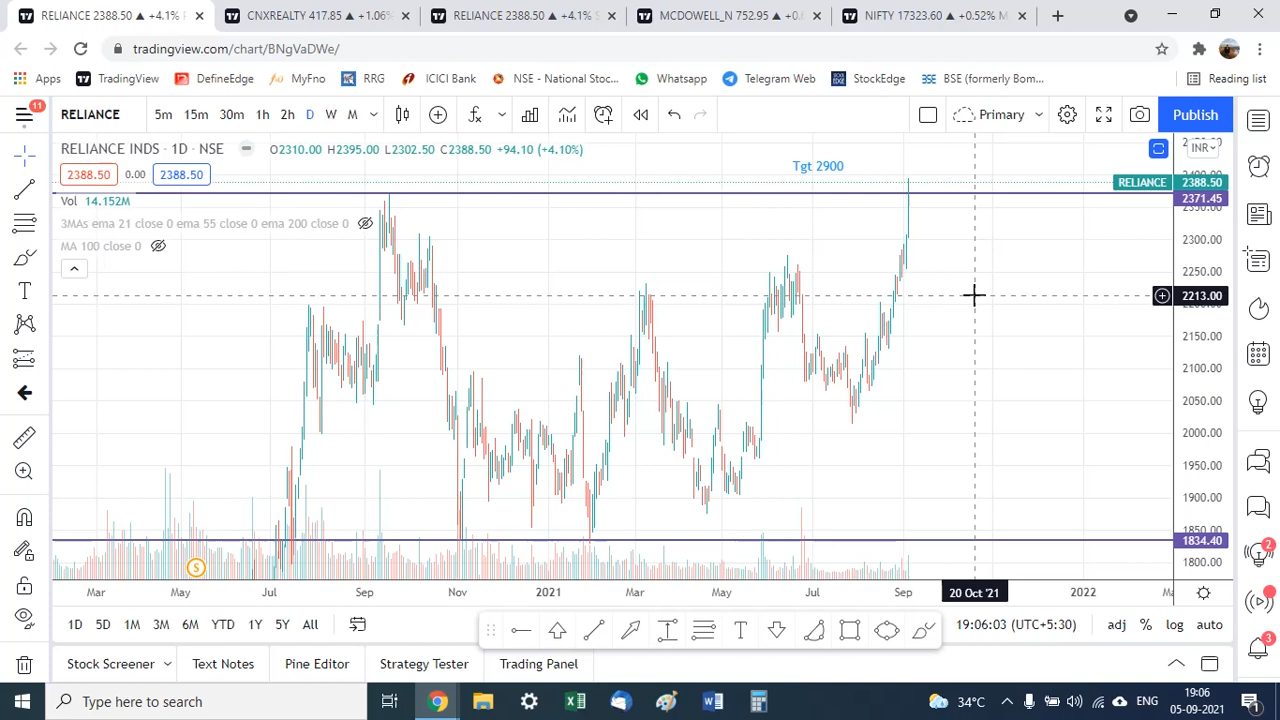 RELIANCE 2388.50 ▲ +4.1%
CNXREALTY 417.85 ▲ +1.06%
RELIANCE 2388.50 ▲ +4.1%
MCDOWELL_N 752.95 ▲
NIFTY 17323.60 ▲ +0.52%
tradingview.com/chart/BNgVaDWe/
Apps TradingView DefineEdge MyFno RRG ICICI Bank NSE - National Stoc... Whatsapp Telegram Web StockEdge BSE (formerly Bom... Reading list
11
RELIANCE 5m 15m 30m 1h 2h D W M Primary Publish
RELIANCE INDS · 1D · NSE O2310.00 H2395.00 L2302.50 C2388.50 +94.10 (+4.10%)
INR
2388.50 0.00 2388.50
Tgt 2900
RELIANCE 2388.50
2371.45
Vol 14.152M
3MAs ema 21 close 0 ema 55 close 0 ema 200 close 0
MA 100 close 0
2300.00
2250.00
2213.00
2150.00
2100.00
2050.00
2000.00
1950.00
1900.00
1850.00
1834.40
1800.00
S
Mar May Jul Sep Nov 2021 Mar May Jul Sep 20 Oct '21 2022
1D 5D 1M 3M 6M YTD 1Y 5Y All
T
T
19:06:03 (UTC+5:30) adj % log auto
2
3
Stock Screener Text Notes Pine Editor Strategy Tester Trading Panel
Type here to search
34°C ENG
19:06
05-09-2021
1